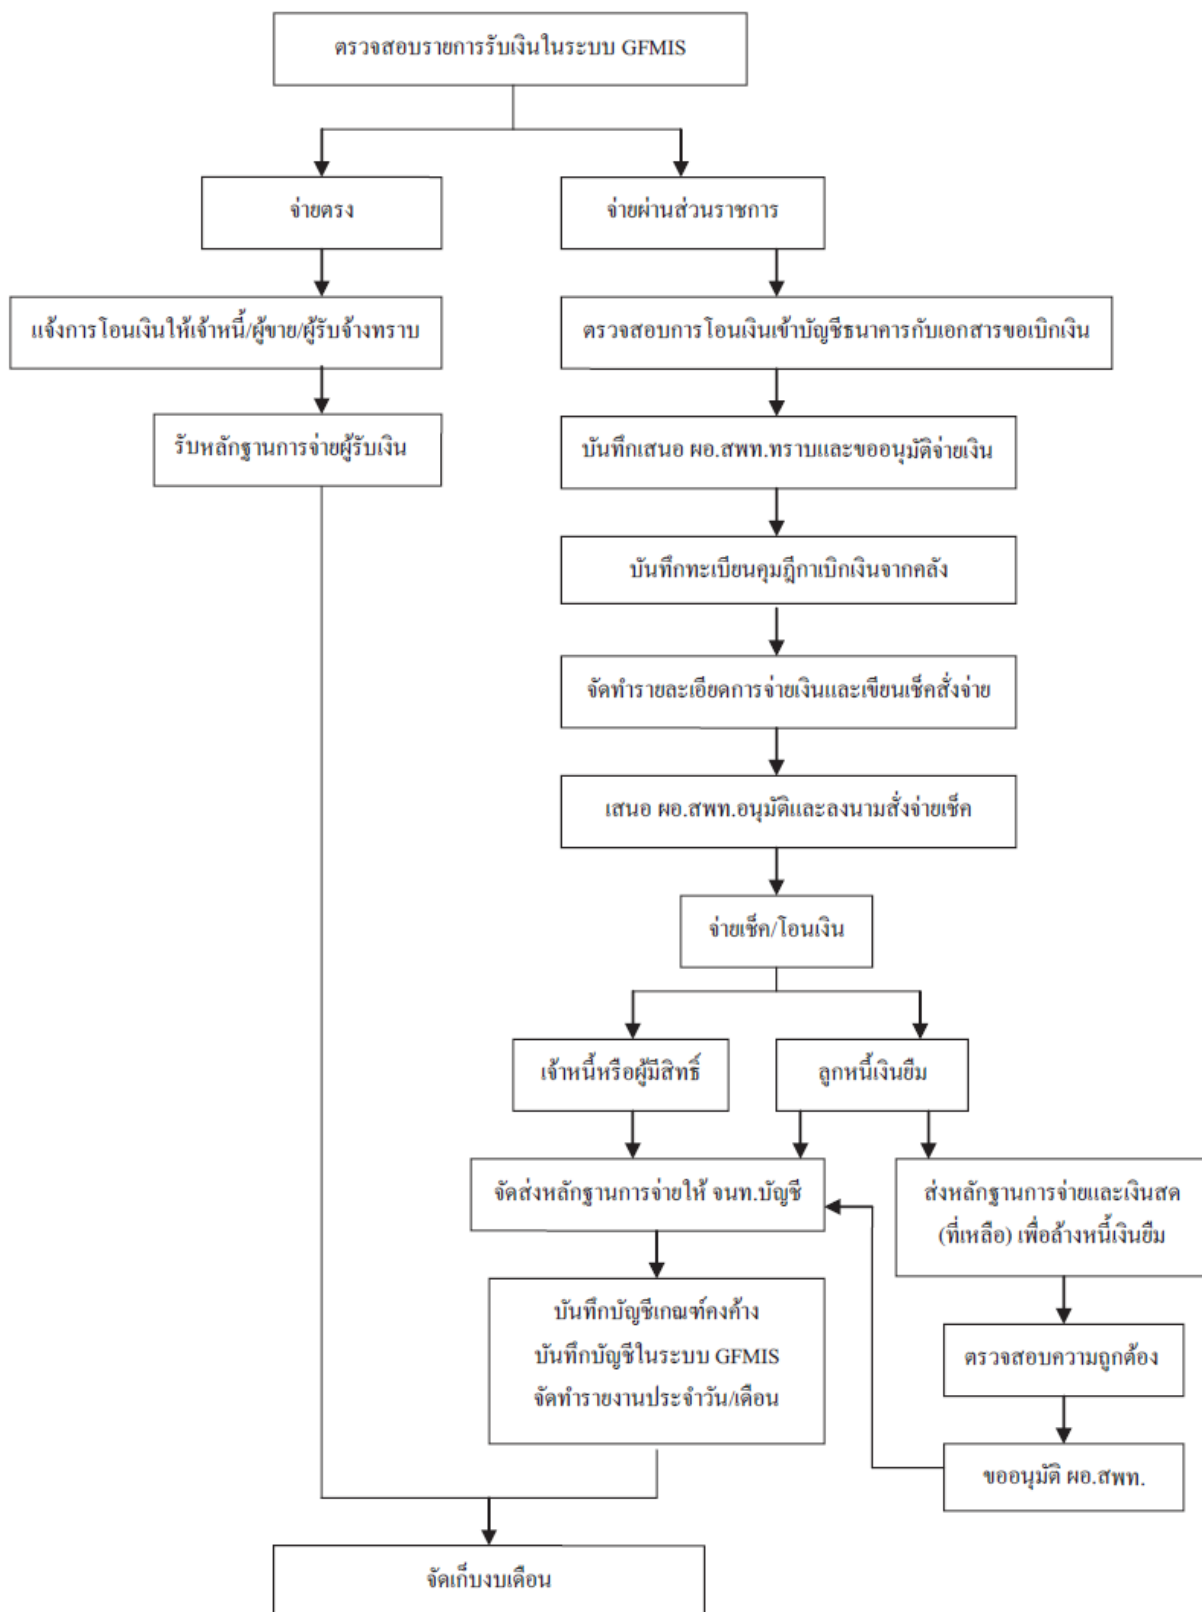 ตรวจสอบรายการรับเงินในระบบ GFMIS
จ่ายตรง
จ่ายผ่านส่วนราชการ
แจ้งการโอนเงินให้เจ้าหนี้/ผู้ขาย/ผู้รับจ้างทราบ
ตรวจสอบการโอนเงินเข้าบัญชีธนาคารกับเอกสารขอเบิกเงิน
รับหลักฐานการจ่ายผู้รับเงิน
บันทึกเสนอ ผอ.สพท.ทราบและขออนุมัติจ่ายเงิน
บันทึกทะเบียนคุมฎีกาเบิกเงินจากคลัง
จัดทำรายละเอียดการจ่ายเงินและเขียนเช็คสั่งจ่าย
เสนอ ผอ.สพท.อนุมัติและลงนามสั่งจ่ายเช็ค
จ่ายเช็ค/โอนเงิน
เจ้าหนี้หรือผู้มีสิทธิ์
ลูกหนี้เงินยืม
จัดส่งหลักฐานการจ่ายให้ จนท.บัญชี
ส่งหลักฐานการจ่ายและเงินสด
(ที่เหลือ) เพื่อล้างหนี้เงินยืม
บันทึกบัญชีเกณฑ์คงค้าง
บันทึกบัญชีในระบบ GFMIS
จัดทำรายงานประจำวัน/เดือน
ตรวจสอบความถูกต้อง
ขออนุมัติ ผอ.สพท.
จัดเก็บงบเดือน